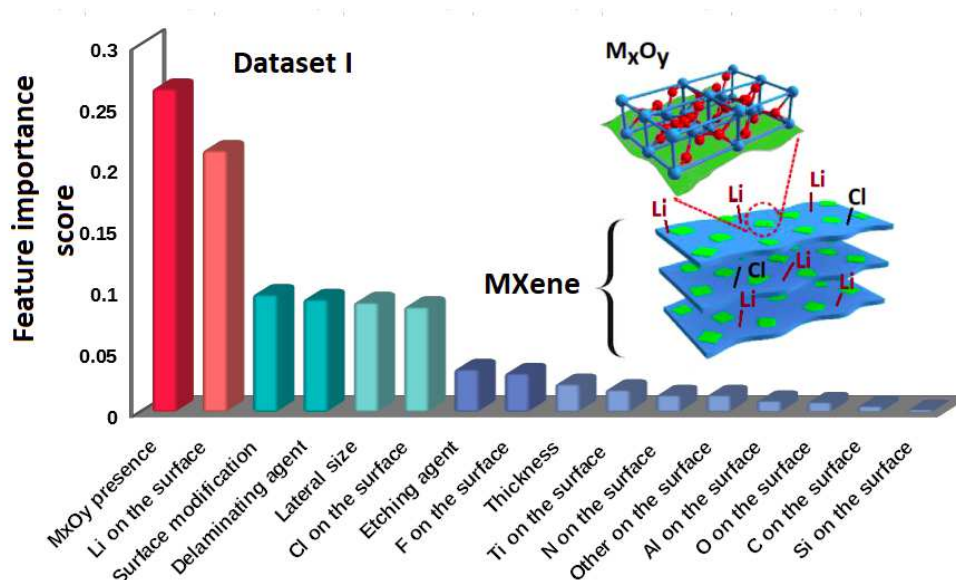 Dataset I
Feature importance
score
0.3
0.25
0.2
0.15
0.1
0.05
0
MxOy
MXene
Li
Li
Li
Cl
Cl
Li
Li
Li
MxOy presence
Li on the surface
Surface modification
Delaminating agent
Lateral size
Cl on the surface
Etching agent
F on the surface
Thickness
Ti on the surface
N on the surface
Other on the surface
Al on the surface
O on the surface
C on the surface
Si on the surface